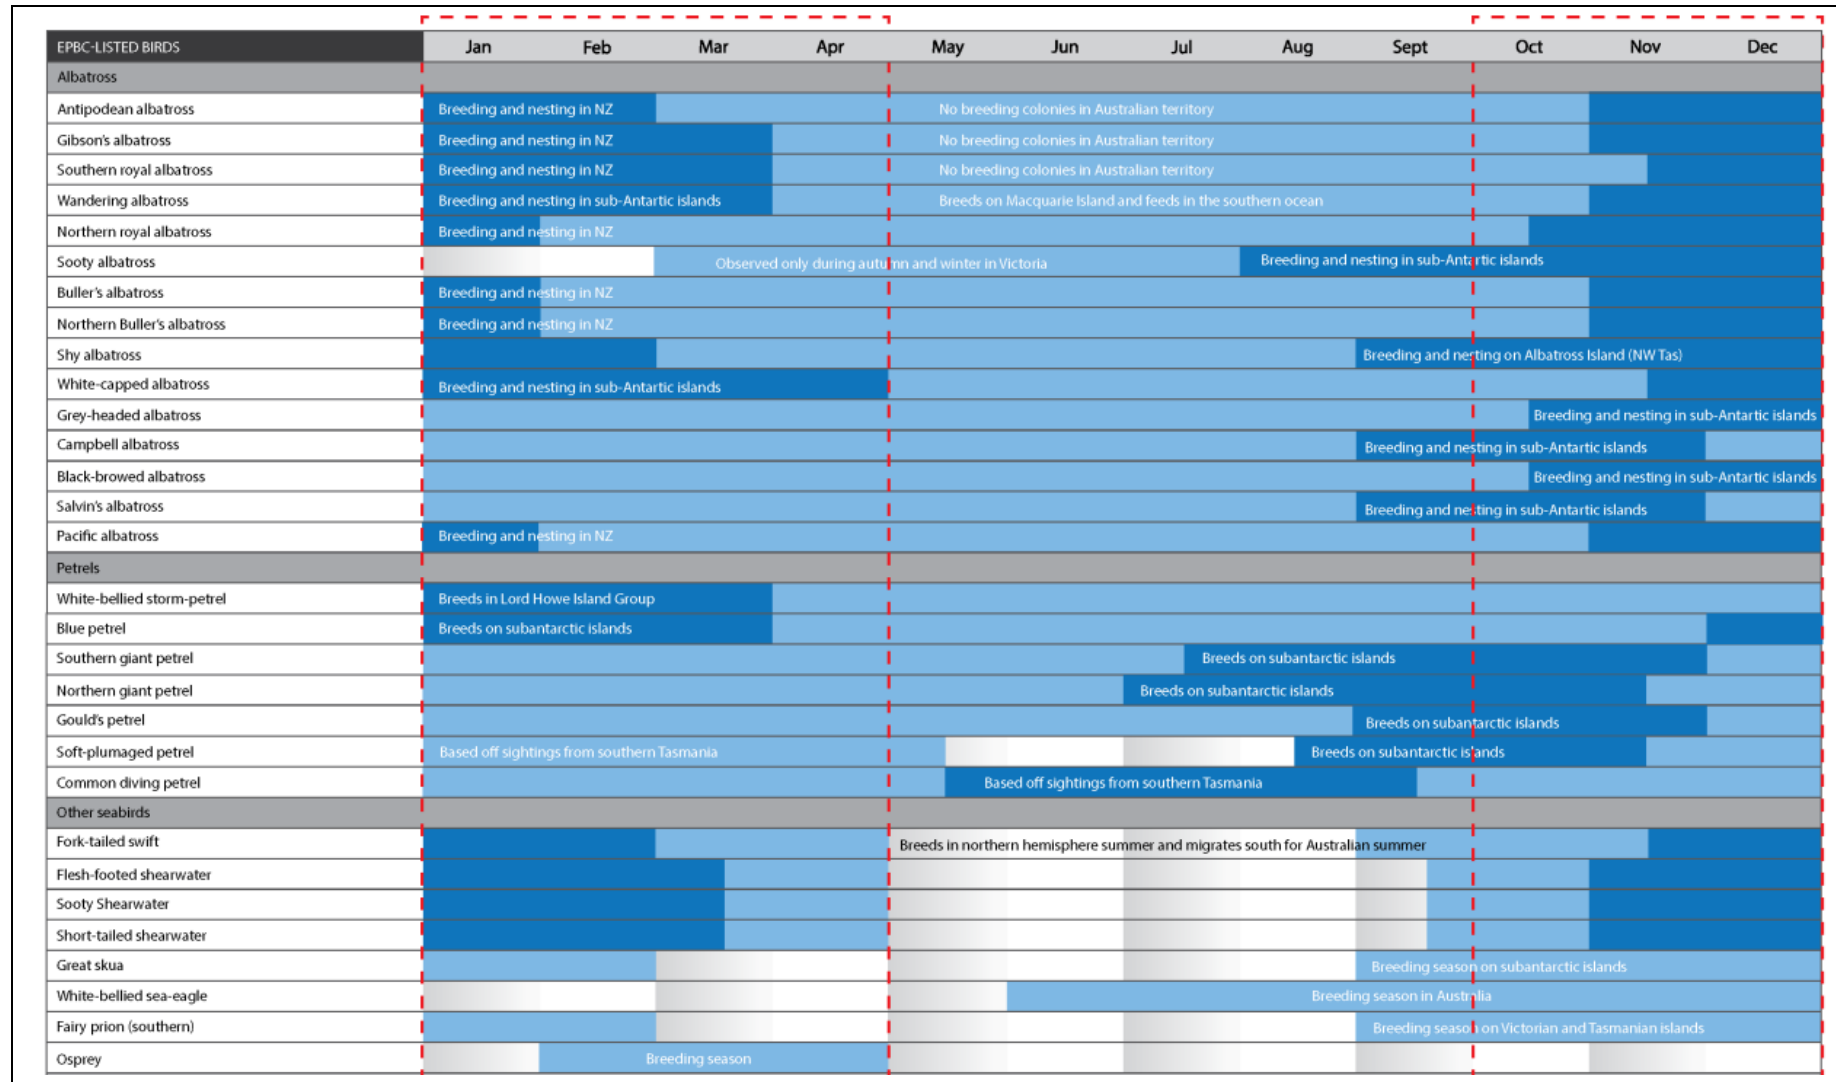 EPBC-LISTED BIRDS Jan Feb Mar Apr May Jun Jul Aug Sept Oct Nov Dec
Albatross
Antipodean albatross Breeding and nesting in NZ No breeding colonies in Australian territory
Gibson's albatross Breeding and nesting in NZ No breeding colonies in Australian territory
Southern royal albatross Breeding and nesting in NZ No breeding colonies in Australian territory
Wandering albatross Breeding and nesting in sub-Antartic islands Breeds on Macquarie Island and feeds in the southern ocean
Northern royal albatross Breeding and nesting in NZ
Sooty albatross Observed only during autumn and winter in Victoria Breeding and nesting in sub-Antartic islands
Buller's albatross Breeding and nesting in NZ
Northern Buller's albatross Breeding and nesting in NZ
Shy albatross Breeding and nesting on Albatross Island (NW Tas)
White-capped albatross Breeding and nesting in sub-Antartic islands
Grey-headed albatross Breeding and nesting in sub-Antartic islands
Campbell albatross Breeding and nesting in sub-Antartic islands
Black-browed albatross Breeding and nesting in sub-Antartic islands
Salvin's albatross Breeding and nesting in sub-Antartic islands
Pacific albatross Breeding and nesting in NZ
Petrels
White-bellied storm-petrel Breeds in Lord Howe Island Group
Blue petrel Breeds on subantarctic islands
Southern giant petrel Breeds on subantarctic islands
Northern giant petrel Breeds on subantarctic islands
Gould's petrel Breeds on subantarctic islands
Soft-plumaged petrel Based off sightings from southern Tasmania Breeds on subantarctic islands
Common diving petrel Based off sightings from southern Tasmania
Other seabirds
Fork-tailed swift Breeds in northern hemisphere summer and migrates south for Australian summer
Flesh-footed shearwater
Sooty Shearwater
Short-tailed shearwater
Great skua Breeding season on subantarctic islands
White-bellied sea-eagle Breeding season in Australia
Fairy prion (southern) Breeding season on Victorian and Tasmanian islands
Osprey Breeding season